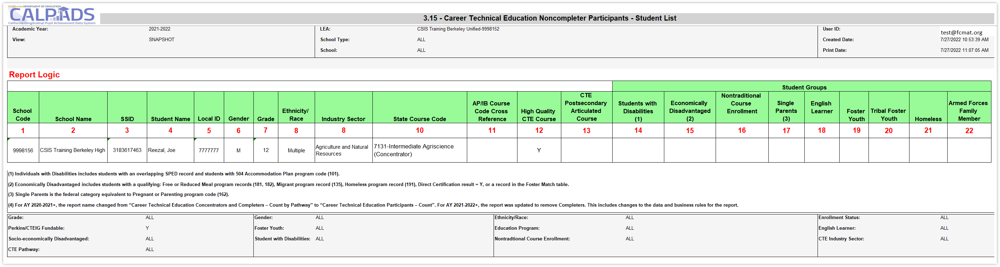 California DEPARTMENT OF EDUCATION
CALPADS
California Longitudinal Pupil Achievement Data System
3.15 - Career Technical Education Noncompleter Participants - Student List
Academic Year: 2021-2022 LEA: CSIS Training Berkeley Unified-9998152 User ID: test@fcmat.org
View: SNAPSHOT School Type: ALL Created Date: 7/27/2022 10:53:39 AM
School: ALL Print Date: 7/27/2022 11:07:05 AM
Report Logic
Student Groups
School Code School Name SSID Student Name Local ID Gender Grade Ethnicity/ Race Industry Sector State Course Code AP/IB Course Code Cross Reference High Quality CTE Course CTE Postsecondary Articulated Course Students with Disabilities (1) Economically Disadvantaged (2) Nontraditional Course Enrollment Single Parents (3) English Learner Foster Youth Tribal Foster Youth Homeless Armed Forces Family Member
1 2 3 4 5 6 7 8 8 10 11 12 13 14 15 16 17 18 19 20 21 22
9998156 CSIS Training Berkeley High 3183617463 Reezal, Joe 7777777 M 12 Multiple Agriculture and Natural Resources 7131-Intermediate Agriscience (Concentrator) Y
(1) Individuals with Disabilities includes students with an overlapping SPED record and students with 504 Accommodation Plan program code (101).
(2) Economically Disadvantaged includes students with a qualifying: Free or Reduced Meal program records (181, 182), Migrant program record (135), Homeless program record (191), Direct Certification result = Y, or a record in the Foster Match table.
(3) Single Parents is the federal category equivalent to Pregnant or Parenting program code (162).
(4) For AY 2020-2021+, the report name changed from “Career Technical Education Concentrators and Completers – Count by Pathway” to “Career Technical Education Participants – Count”. For AY 2021-2022+, the report was updated to remove Completers. This includes changes to the data and business rules for the report.
Grade: ALL Gender: ALL Ethnicity/Race: ALL Enrollment Status: ALL
Perkins/CTEIG Fundable: Y Foster Youth: ALL Education Program: ALL English Learner: ALL
Socio-economically Disadvantaged: ALL Student with Disabilities: ALL Nontradtional Course Enrollment: ALL CTE Industry Sector: ALL
CTE Pathway: ALL